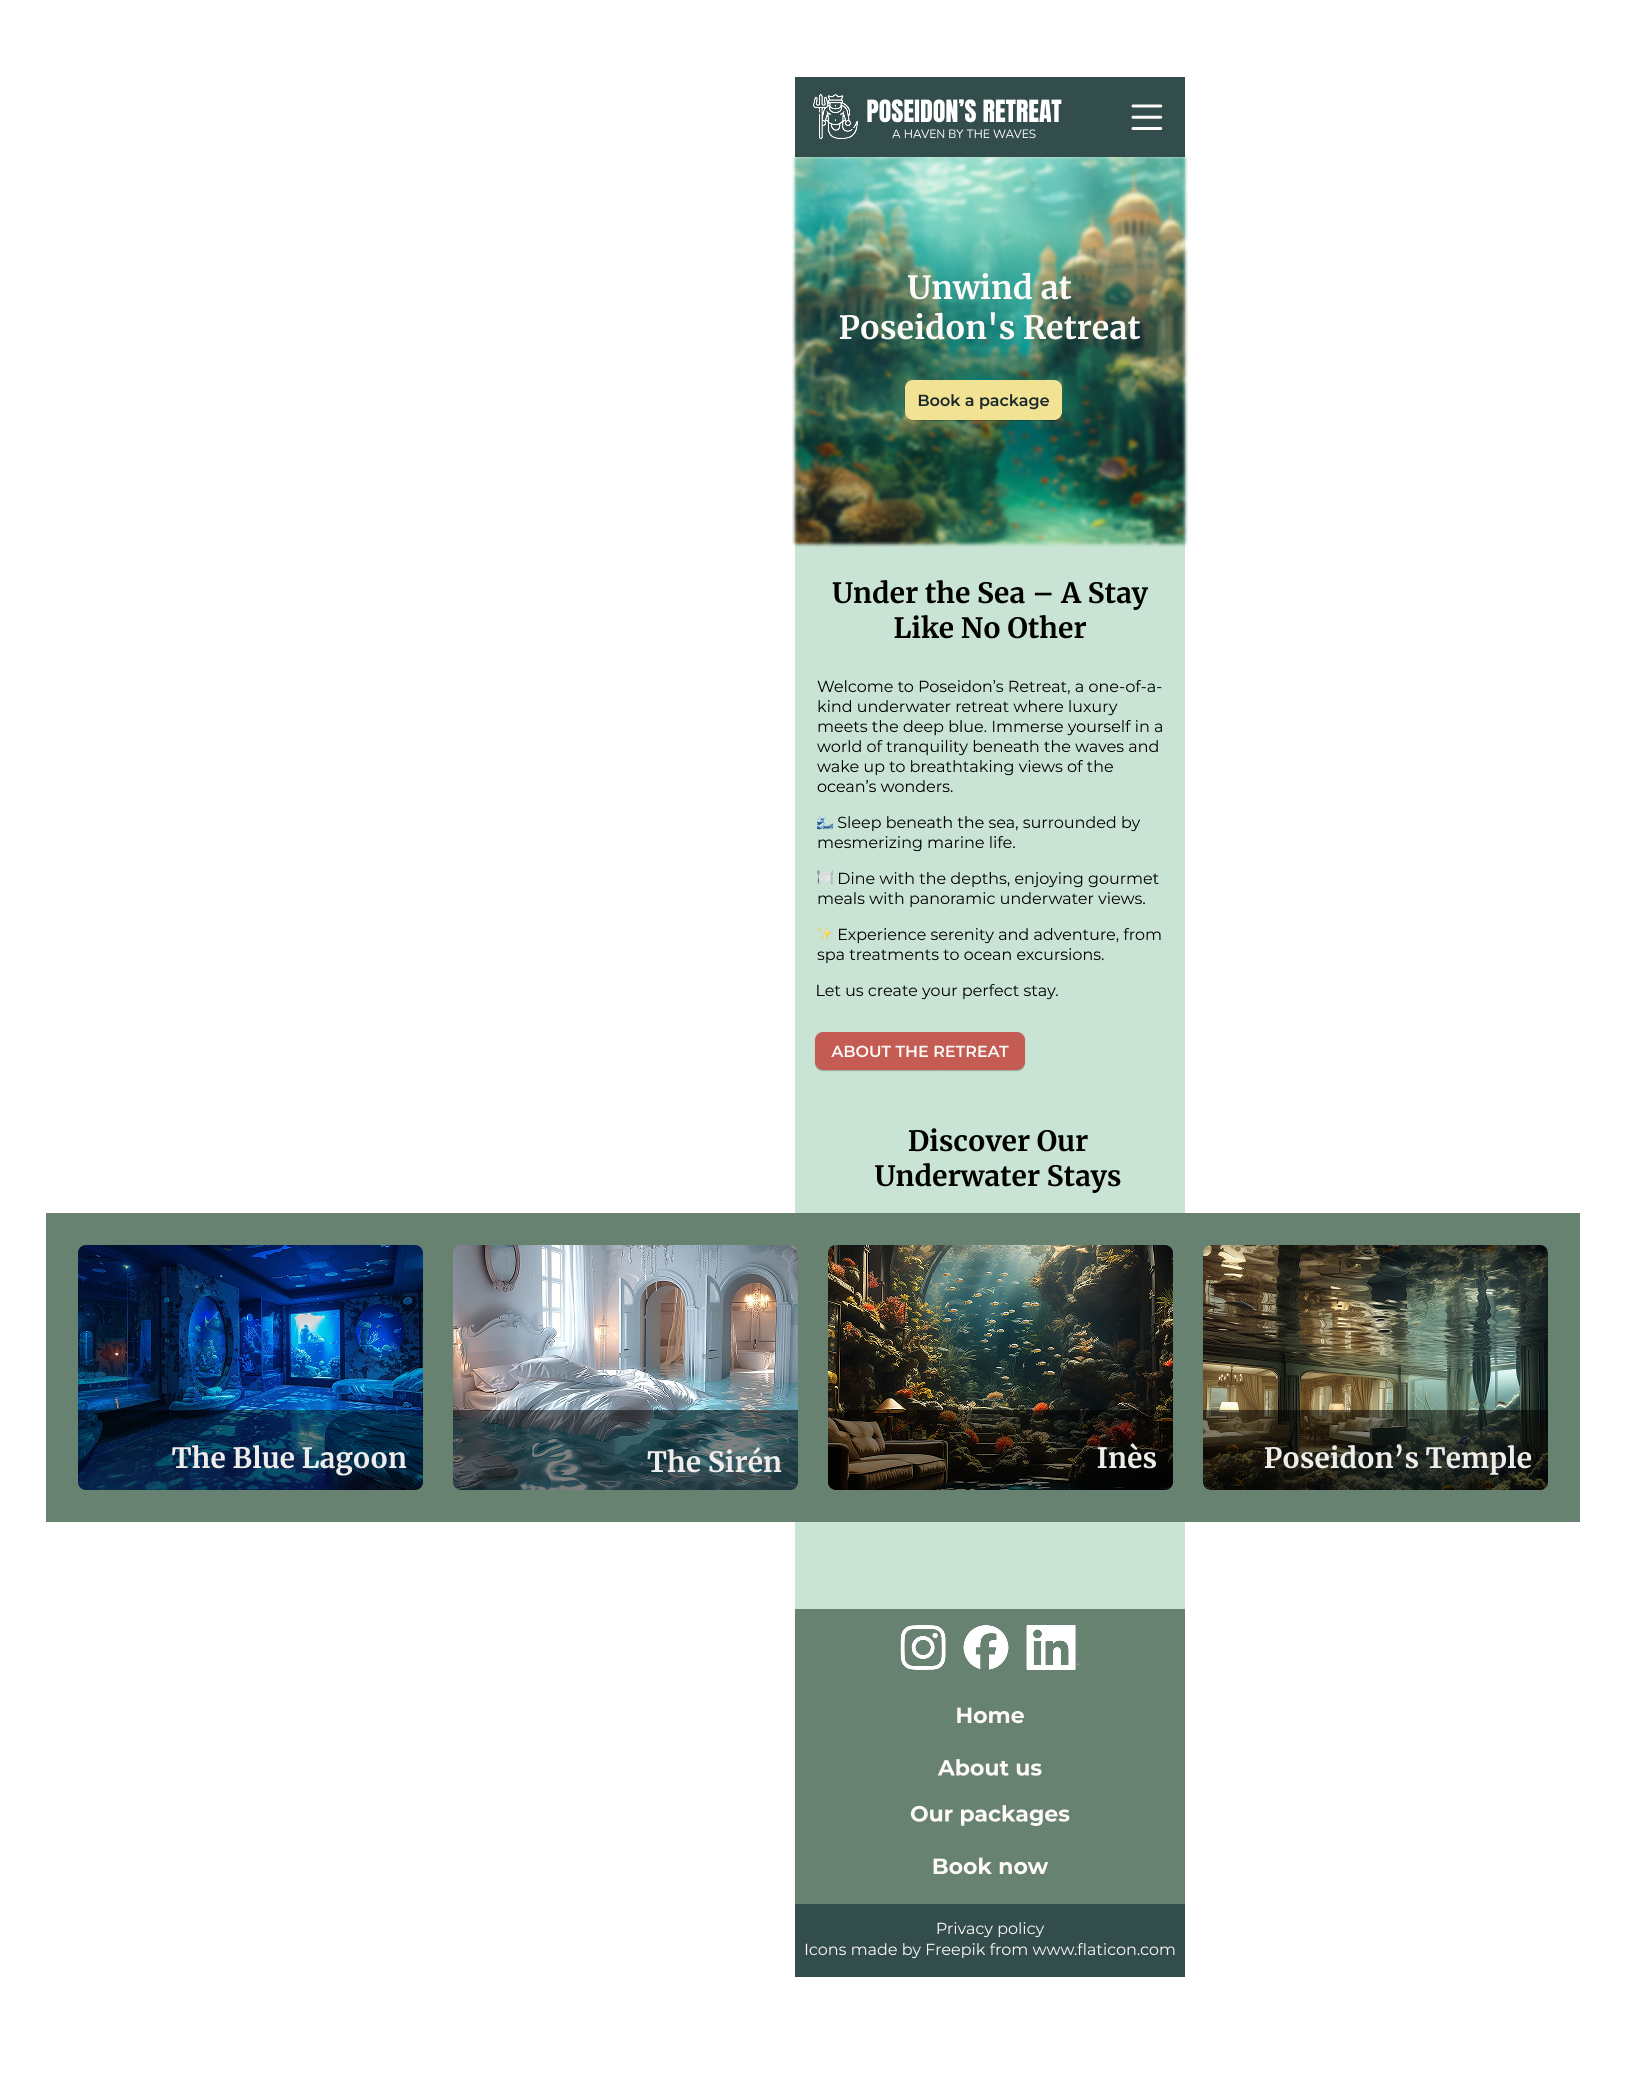 POSEIDON’S RETREAT
A HAVEN BY THE WAVES
Unwind at
Poseidon's Retreat
Book a package
Under the Sea – A Stay
Like No Other
Welcome to Poseidon’s Retreat, a one-of-a-
kind underwater retreat where luxury
meets the deep blue. Immerse yourself in a
world of tranquility beneath the waves and
wake up to breathtaking views of the
ocean’s wonders.
🌊 Sleep beneath the sea, surrounded by
mesmerizing marine life.
🍽️ Dine with the depths, enjoying gourmet
meals with panoramic underwater views.
✨ Experience serenity and adventure, from
spa treatments to ocean excursions.
Let us create your perfect stay.
ABOUT THE RETREAT
Discover Our
Underwater Stays
The Blue Lagoon
The Sirén
Inès
Poseidon’s Temple
Home
About us
Our packages
Book now
Privacy policy
Icons made by Freepik from www.flaticon.com